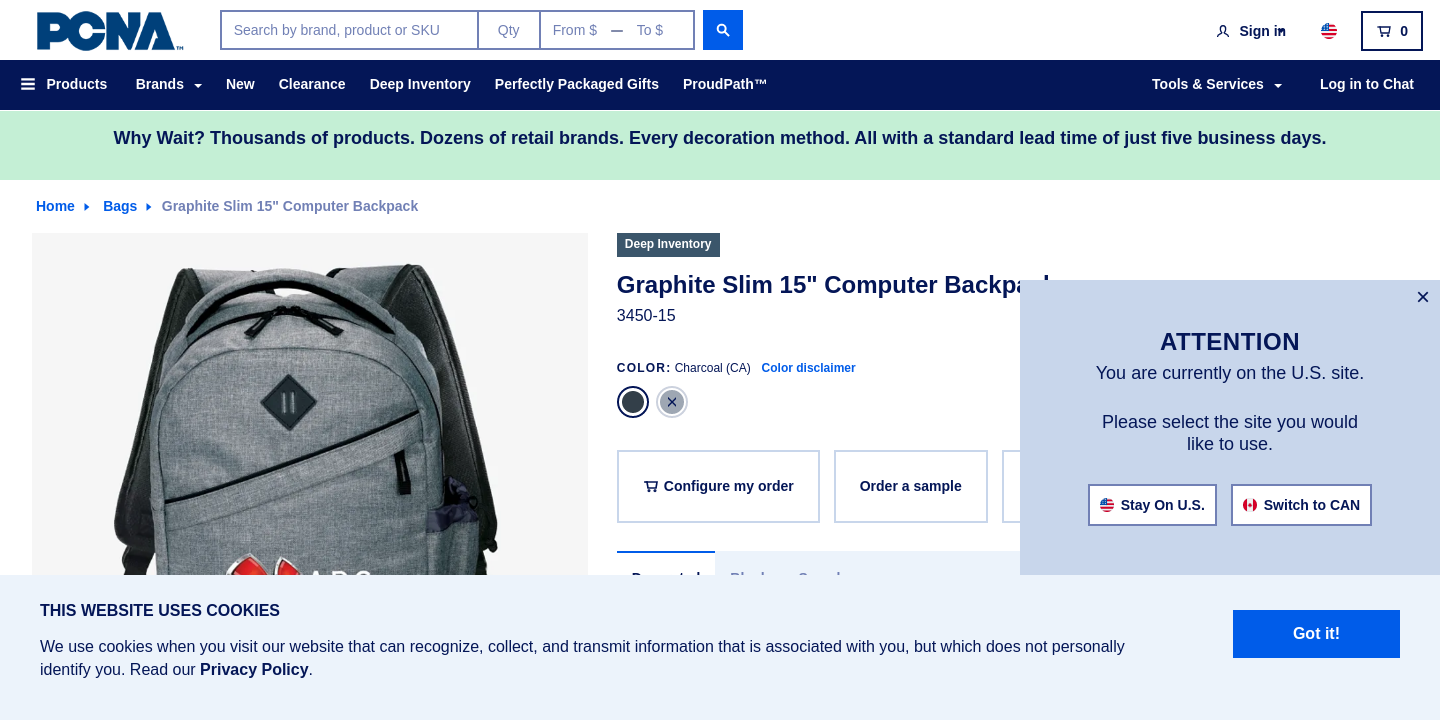 PCNA™
Search by brand, product or SKU
Qty
From $ — To $
Sign in
0
Products
Brands
New
Clearance
Deep Inventory
Perfectly Packaged Gifts
ProudPath™
Tools & Services
Log in to Chat
Why Wait? Thousands of products. Dozens of retail brands. Every decoration method. All with a standard lead time of just five business days.
Home
Bags
Graphite Slim 15" Computer Backpack
Deep Inventory
Graphite Slim 15" Computer Backpack
3450-15
COLOR: Charcoal (CA) Color disclaimer
Configure my order
Order a sample
×
ATTENTION
You are currently on the U.S. site.
Please select the site you would
like to use.
Stay On U.S.
Switch to CAN
THIS WEBSITE USES COOKIES
We use cookies when you visit our website that can recognize, collect, and transmit information that is associated with you, but which does not personally
identify you. Read our Privacy Policy.
Got it!